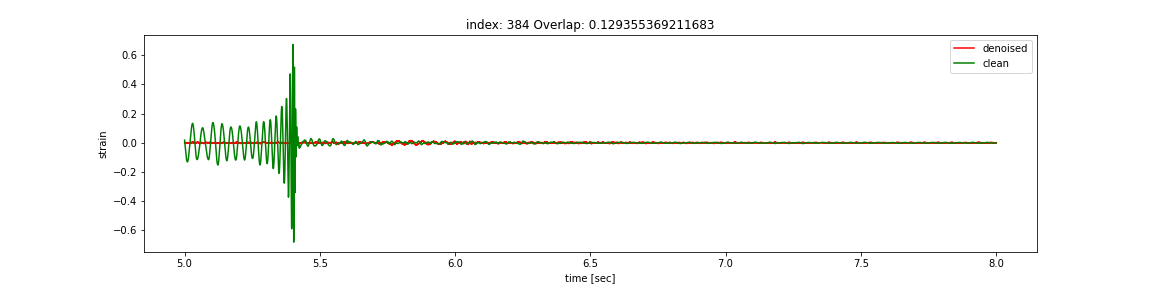 index: 384 Overlap: 0.129355369211683
denoised
clean
0.6
0.4
0.2
0.0
−0.2
−0.4
−0.6
strain
5.0 5.5 6.0 6.5 7.0 7.5 8.0
time [sec]